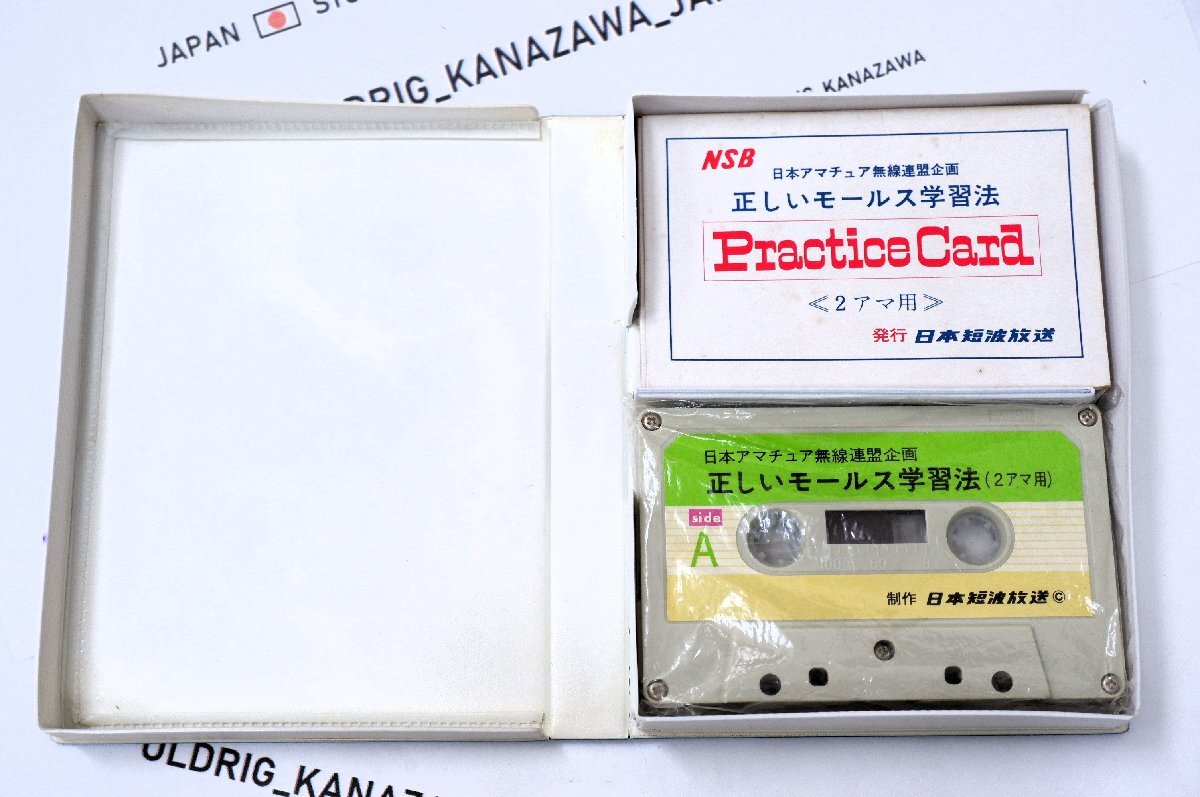 JAPAN
OLDRIG_KANAZAWA_JA
KANAZAWA
NSB
日本アマチュア無線連盟企画
正しいモールス学習法
Practice Card
≪2アマ用≫
発行 日本短波放送
日本アマチュア無線連盟企画
正しいモールス学習法(2アマ用)
side
A
100 50 0
制作 日本短波放送©
OLDRIG_KANAZAWA